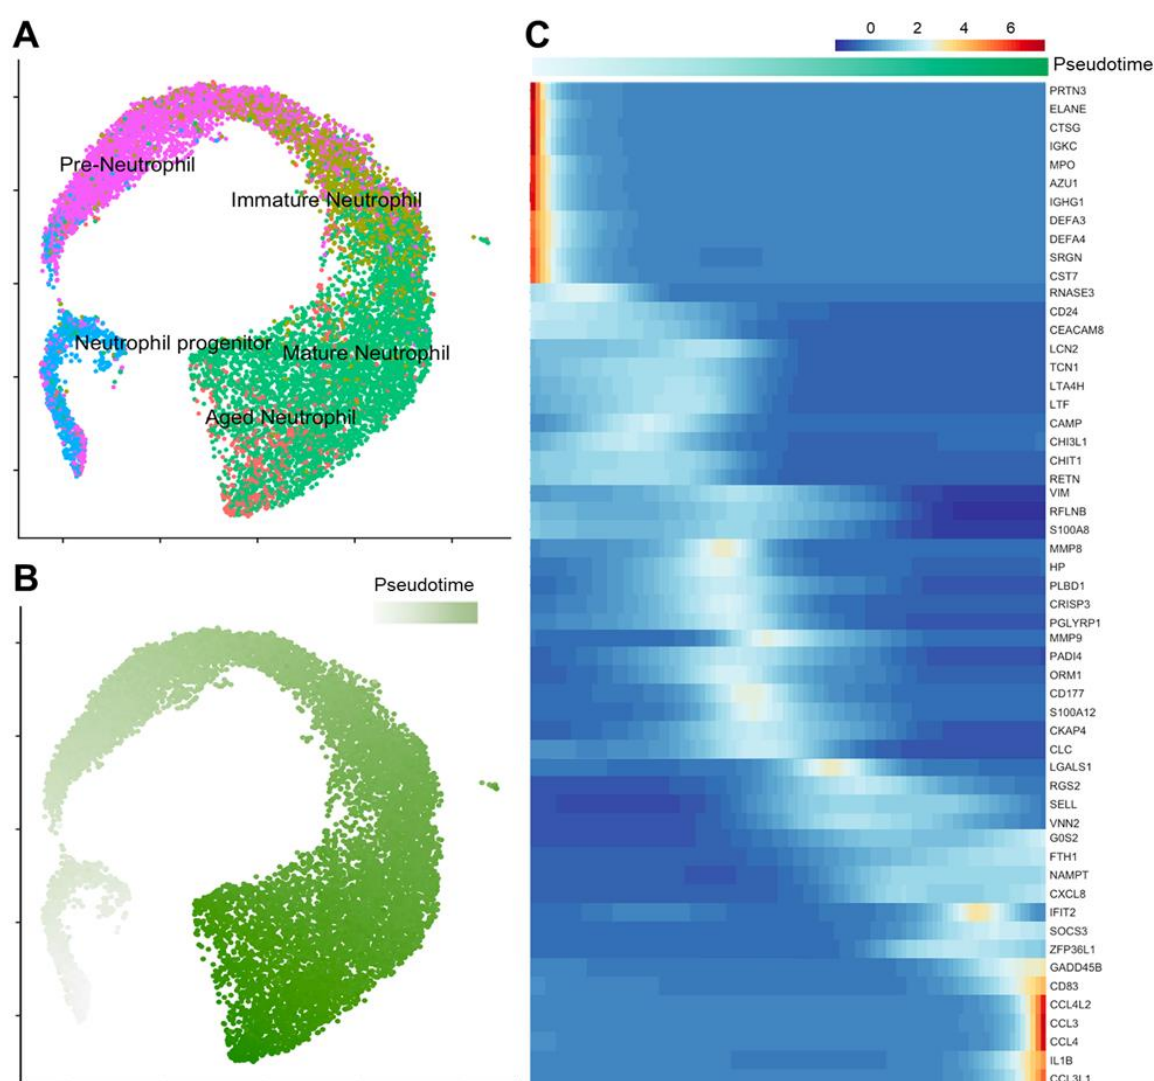 A
Pre-Neutrophil
Immature Neutrophil
Neutrophil progenitor
Mature Neutrophil
Aged Neutrophil
B
Pseudotime
C
0 2 4 6
Pseudotime
PRTN3
ELANE
CTSG
IGKC
MPO
AZU1
IGHG1
DEFA3
DEFA4
SRGN
CST7
RNASE3
CD24
CEACAM8
LCN2
TCN1
LTA4H
LTF
CAMP
CHI3L1
CHIT1
RETN
VIM
RFLNB
S100A8
MMP8
HP
PLBD1
CRISP3
PGLYRP1
MMP9
PADI4
ORM1
CD177
S100A12
CKAP4
CLC
LGALS1
RGS2
SELL
VNN2
G0S2
FTH1
NAMPT
CXCL8
IFIT2
SOCS3
ZFP36L1
GADD45B
CD83
CCL4L2
CCL3
CCL4
IL1B
CCL3L1